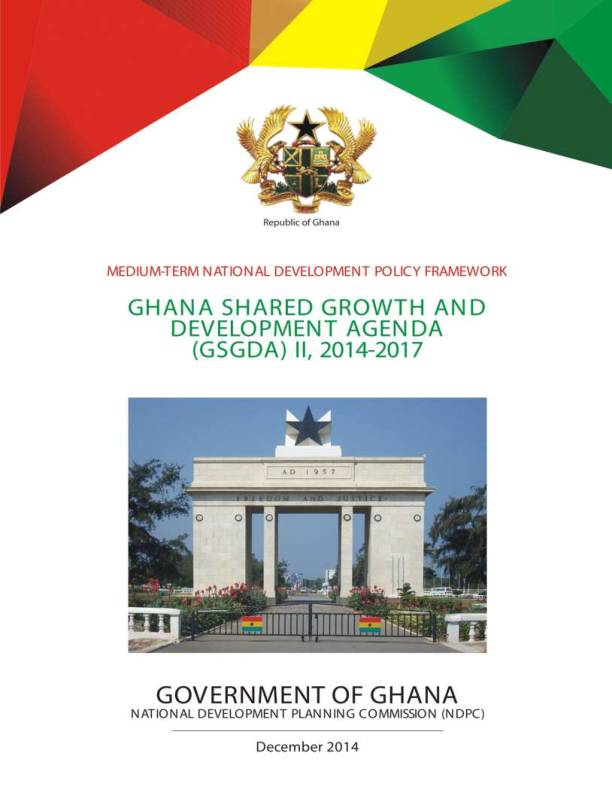 Republic of Ghana
MEDIUM-TERM NATIONAL DEVELOPMENT POLICY FRAMEWORK
GHANA SHARED GROWTH AND
DEVELOPMENT AGENDA
(GSGDA) II, 2014-2017
AD 1957
FREEDOM AND JUSTICE
GOVERNMENT OF GHANA
NATIONAL DEVELOPMENT PLANNING COMMISSION (NDPC)
December 2014